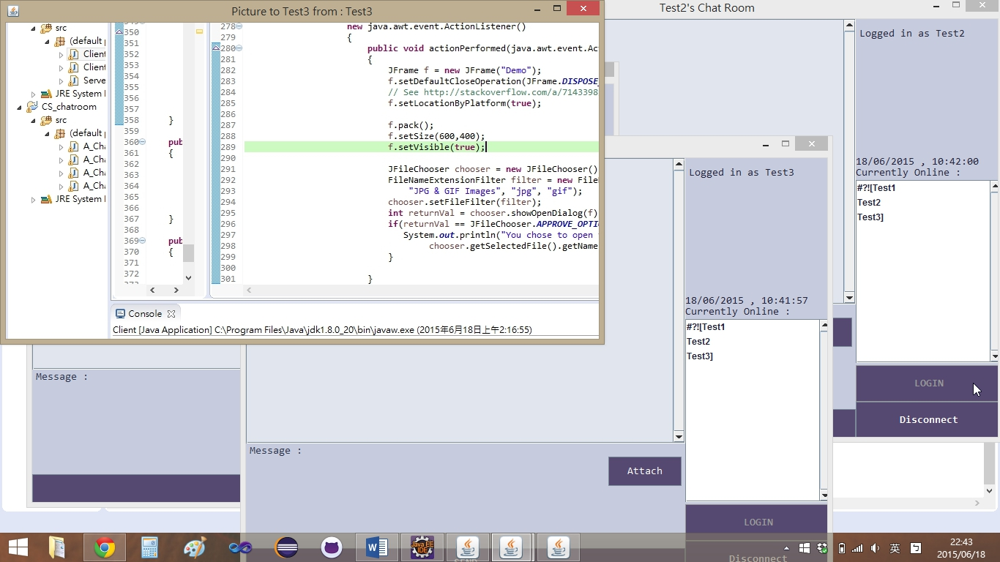 Picture to Test3 from : Test3
src
(default
Client
Client
Serve
JRE System
CS_chatroom
src
(default
A_Cha
A_Cha
A_Cha
A_Cha
JRE System
350
351
352
353
354
355
356
357
358 }
360 pub
361 {
362
363
364
365
366
367 }
368
369 pub
370 {
371
372
278 new java.awt.event.ActionListener()
279 {
280 public void actionPerformed(java.awt.event.Ac
281 {
282 JFrame f = new JFrame("Demo");
283 f.setDefaultCloseOperation(JFrame.DISPOSE_
284 // See http://stackoverflow.com/a/7143398
285 f.setLocationByPlatform(true);
286
287 f.pack();
288 f.setSize(600,400);
289 f.setVisible(true);
290
291 JFileChooser chooser = new JFileChooser()
292 FileNameExtensionFilter filter = new File
293 "JPG & GIF Images", "jpg", "gif");
294 chooser.setFileFilter(filter);
295 int returnVal = chooser.showOpenDialog(f)
296 if(returnVal == JFileChooser.APPROVE_OPTI
297 System.out.println("You chose to open
298 chooser.getSelectedFile().getName
299 }
300
301 }
Console
Client [Java Application] C:\Program Files\Java\jdk1.8.0_20\bin\javaw.exe (2015年6月18日上午2:16:55)
Test2's Chat Room
Logged in as Test2
18/06/2015 , 10:42:00
Currently Online :
#?![Test1
Test2
Test3]
LOGIN
Disconnect
Logged in as Test3
18/06/2015 , 10:41:57
Currently Online :
#?![Test1
Test2
Test3]
Message :
Message :
Attach
LOGIN
Disconnect
SEND
Java EE
IDE
英
22:43
2015/06/18